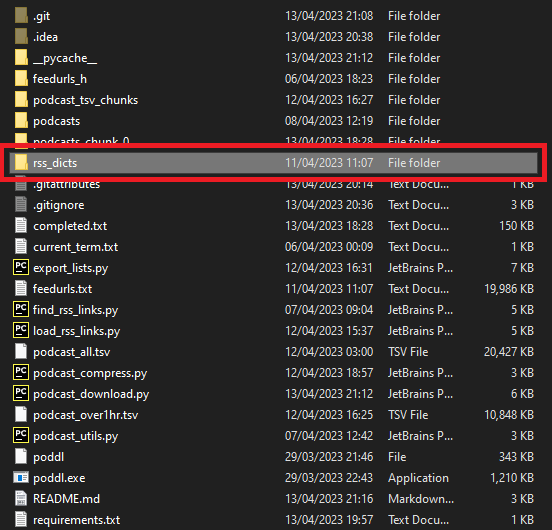 .git 13/04/2023 21:08 File folder
.idea 13/04/2023 20:38 File folder
__pycache__ 13/04/2023 21:12 File folder
feedurls_h 06/04/2023 18:23 File folder
podcast_tsv_chunks 12/04/2023 16:27 File folder
podcasts 08/04/2023 12:19 File folder
podcasts_chunk_0 13/04/2023 18:28 File folder
rss_dicts 11/04/2023 11:07 File folder
.gitattributes 13/04/2023 20:14 Text Docu... 1 KB
.gitignore 13/04/2023 20:36 Text Docu... 3 KB
completed.txt 13/04/2023 18:28 Text Docu... 150 KB
current_term.txt 06/04/2023 00:09 Text Docu... 1 KB
PC export_lists.py 12/04/2023 16:31 JetBrains P... 7 KB
feedurls.txt 11/04/2023 11:07 Text Docu... 19,986 KB
PC find_rss_links.py 07/04/2023 09:04 JetBrains P... 5 KB
PC load_rss_links.py 12/04/2023 15:37 JetBrains P... 5 KB
podcast_all.tsv 12/04/2023 03:00 TSV File 20,427 KB
PC podcast_compress.py 12/04/2023 18:57 JetBrains P... 3 KB
PC podcast_download.py 13/04/2023 21:12 JetBrains P... 6 KB
podcast_over1hr.tsv 12/04/2023 16:25 TSV File 10,848 KB
PC podcast_utils.py 07/04/2023 12:42 JetBrains P... 3 KB
poddl 29/03/2023 21:46 File 343 KB
poddl.exe 29/03/2023 22:43 Application 1,210 KB
README.md 13/04/2023 21:16 Markdown... 3 KB
requirements.txt 13/04/2023 19:57 Text Docu... 1 KB